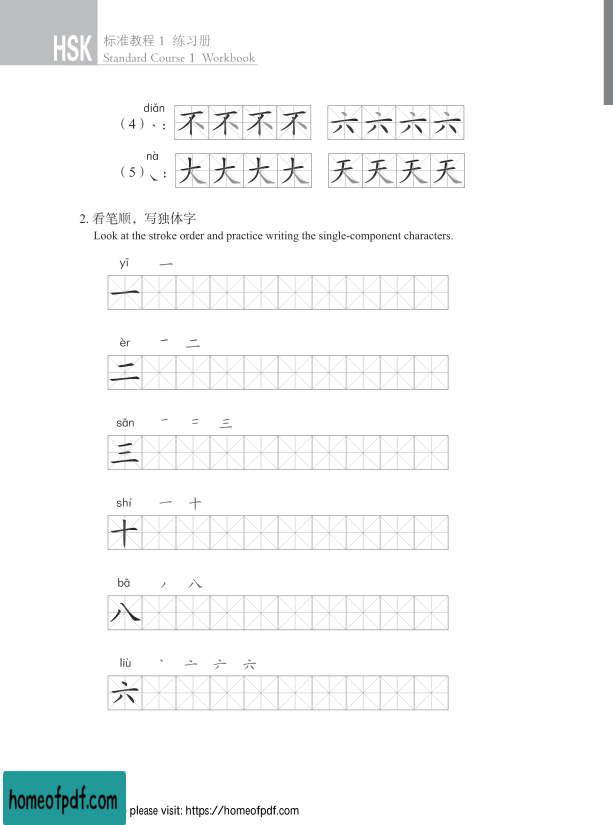 HSK 标准教程 1 练习册
Standard Course 1 Workbook
diǎn
（4）丶： 不 不 不 不 六 六 六 六
nà
（5）㇏： 大 大 大 大 天 天 天 天
2. 看笔顺，写独体字
Look at the stroke order and practice writing the single-component characters.
yī 一
一
èr 一 二
二
sān 一 二 三
三
shí 一 十
十
bā 丿 八
八
liù 丶 亠 六
六
homeofpdf.com
please visit: https://homeofpdf.com